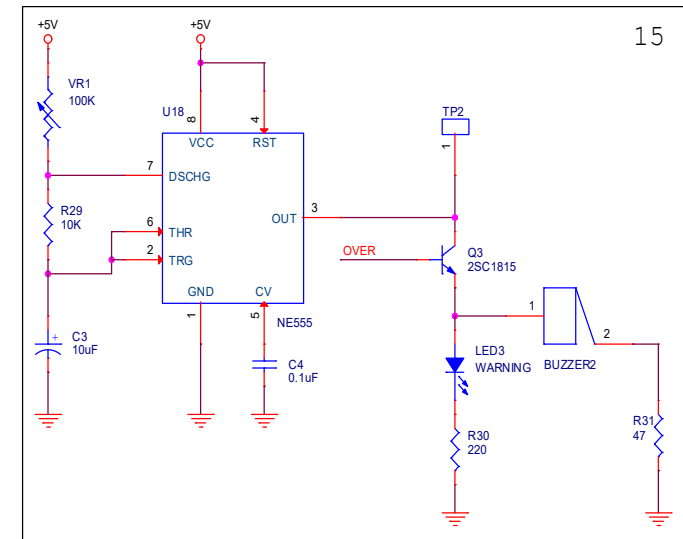 15
+5V
+5V
VR1
100K
U18
TP2
8
4
1
VCC
RST
7
DSCHG
R29
10K
6
THR
OUT
3
2
TRG
OVER
Q3
2SC1815
GND
CV
1
5
NE555
1
2
C3
10uF
+
C4
0.1uF
LED3
WARNING
BUZZER2
R30
220
R31
47